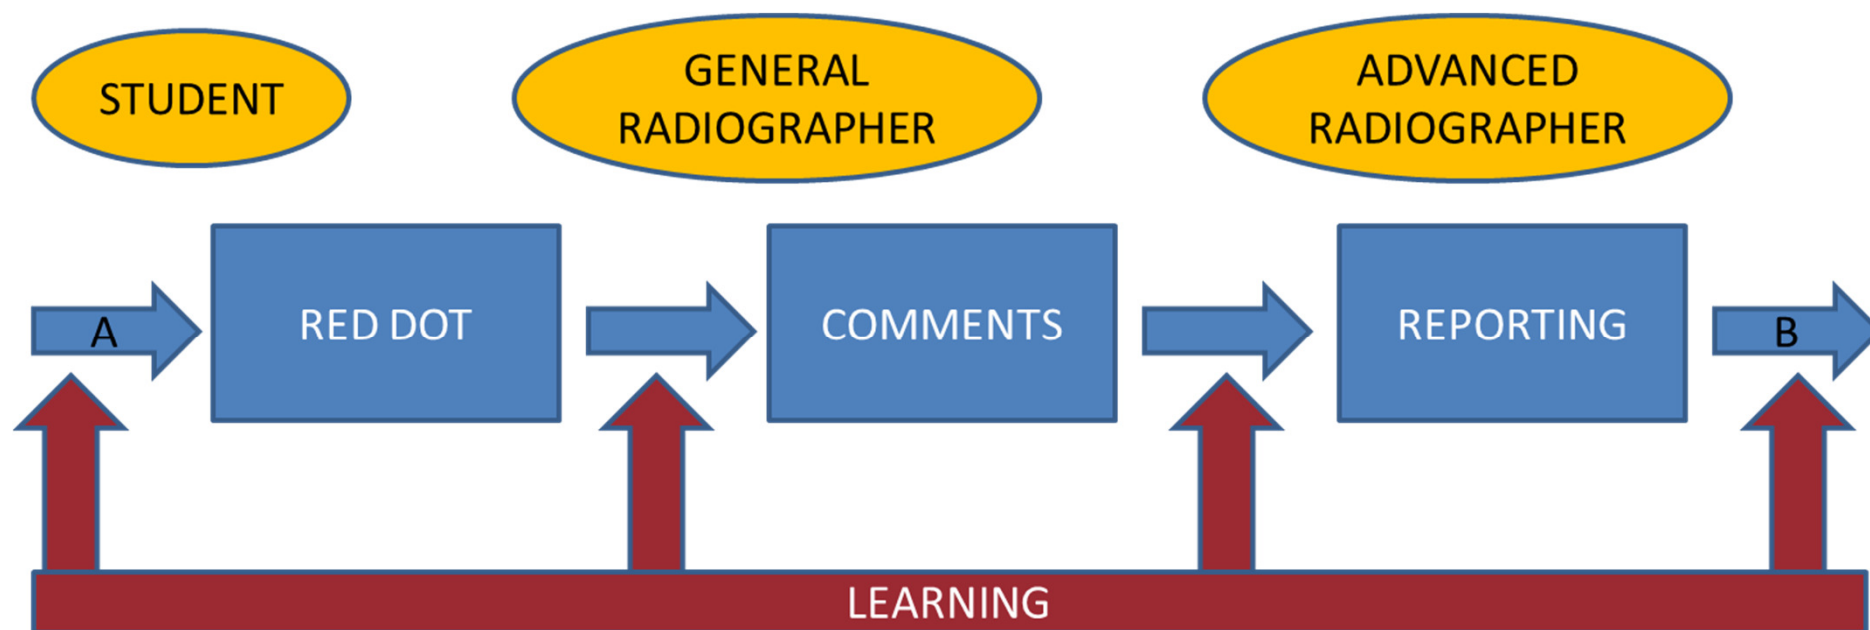 STUDENT
GENERAL
RADIOGRAPHER
ADVANCED
RADIOGRAPHER
A
RED DOT
COMMENTS
REPORTING
B
LEARNING